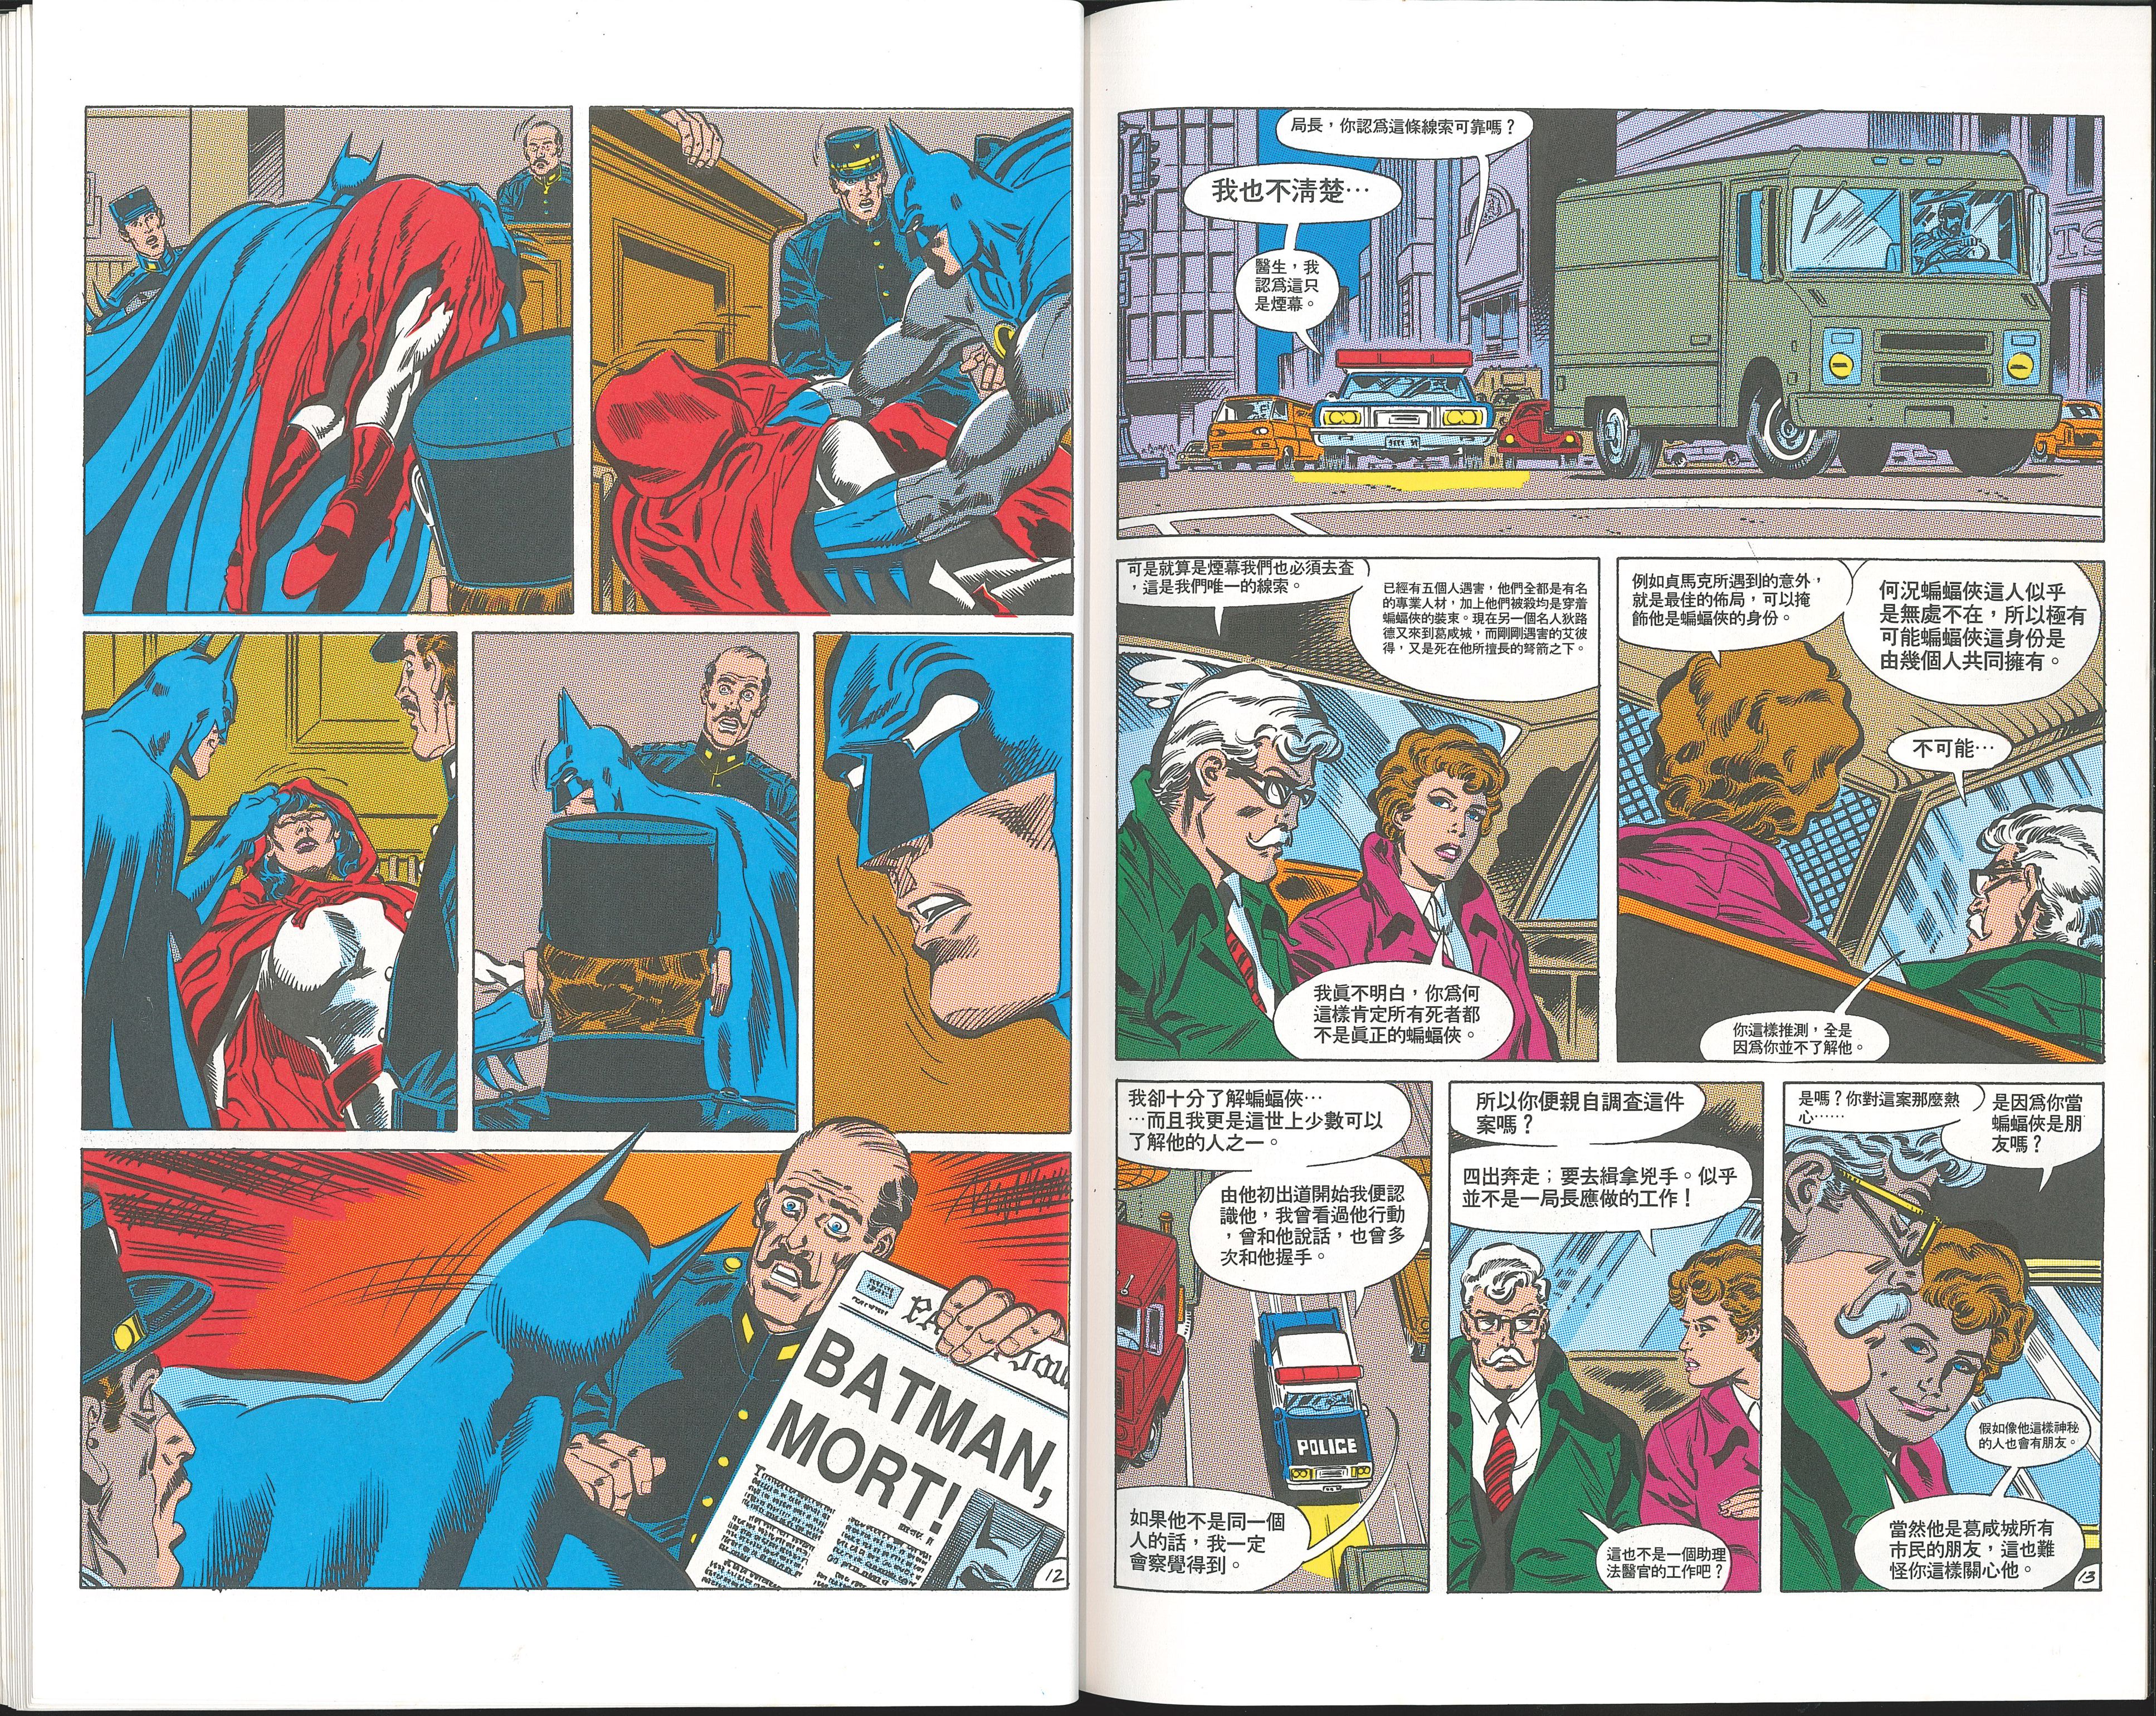 BATMAN,
MORT!
12
局長，你認爲這條線索可靠嗎？
我也不清楚⋯
醫生，我
認爲這只
是煙幕。
可是就算是煙幕我們也必須去查
，這是我們唯一的線索。
已經有五個人遇害，他們全都是有名
的專業人材，加上他們被殺均是穿着
蝙蝠俠的裝束。現在另一個名人狄路
德又來到葛咸城，而剛剛遇害的艾彼
得，又是死在他所擅長的弩箭之下。
我眞不明白，你爲何
這樣肯定所有死者都
不是眞正的蝙蝠俠。
例如貞馬克所遇到的意外，
就是最佳的佈局，可以掩
飾他是蝙蝠俠的身份。
何況蝙蝠俠這人似乎
是無處不在，所以極有
可能蝙蝠俠這身份是
由幾個人共同擁有。
不可能⋯
你這樣推測，全是
因爲你並不了解他。
我卻十分了解蝙蝠俠⋯
⋯而且我更是這世上少數可以
了解他的人之一。
由他初出道開始我便認
識他，我曾看過他行動
，曾和他說話，也曾多
次和他握手。
POLICE
如果他不是同一個
人的話，我一定
會察覺得到。
所以你便親自調查這件
案嗎？
四出奔走；要去緝拿兇手。似乎
並不是一局長應做的工作！
這也不是一個助理
法醫官的工作吧？
是嗎？你對這案那麼熱
心⋯⋯
是因爲你當
蝙蝠俠是朋
友嗎？
假如像他這樣神秘
的人也會有朋友。
當然他是葛咸城所有
市民的朋友，這也難
怪你這樣關心他。
13